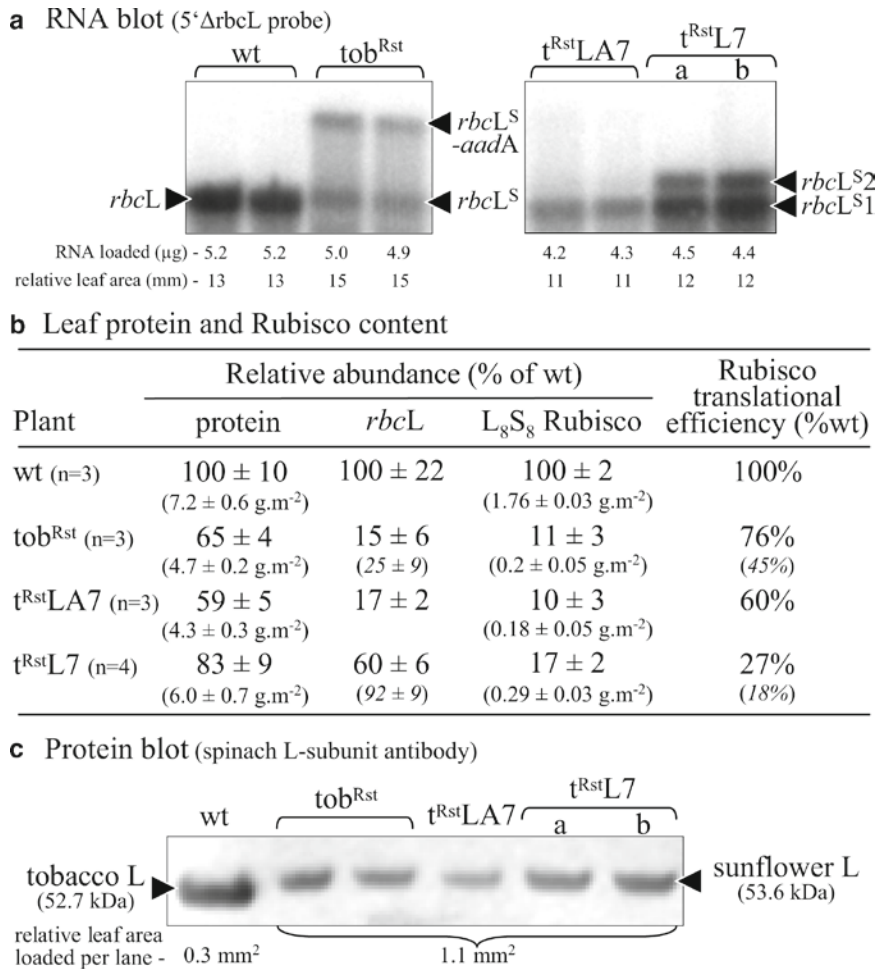 a RNA blot (5‘ΔrbcL probe)
wt tobᴿˢᵗ tᴿˢᵗLA7 tᴿˢᵗL7
a b
rbcLˢ
-aadA
rbcL rbcLˢ rbcLˢ2
rbcLˢ1
RNA loaded (µg) - 5.2 5.2 5.0 4.9 4.2 4.3 4.5 4.4
relative leaf area (mm) - 13 13 15 15 11 11 12 12
b Leaf protein and Rubisco content
Relative abundance (% of wt) Rubisco
translational
Plant protein rbcL L₈S₈ Rubisco efficiency (%wt)
wt (n=3) 100 ± 10 100 ± 22 100 ± 2 100%
(7.2 ± 0.6 g.m⁻²) (1.76 ± 0.03 g.m⁻²)
tobᴿˢᵗ (n=3) 65 ± 4 15 ± 6 11 ± 3 76%
(4.7 ± 0.2 g.m⁻²) (25 ± 9) (0.2 ± 0.05 g.m⁻²) (45%)
tᴿˢᵗLA7 (n=3) 59 ± 5 17 ± 2 10 ± 3 60%
(4.3 ± 0.3 g.m⁻²) (0.18 ± 0.05 g.m⁻²)
tᴿˢᵗL7 (n=4) 83 ± 9 60 ± 6 17 ± 2 27%
(6.0 ± 0.7 g.m⁻²) (92 ± 9) (0.29 ± 0.03 g.m⁻²) (18%)
c Protein blot (spinach L-subunit antibody)
wt tobᴿˢᵗ tᴿˢᵗLA7 tᴿˢᵗL7
a b
tobacco L sunflower L
(52.7 kDa) (53.6 kDa)
relative leaf area
loaded per lane - 0.3 mm² 1.1 mm²